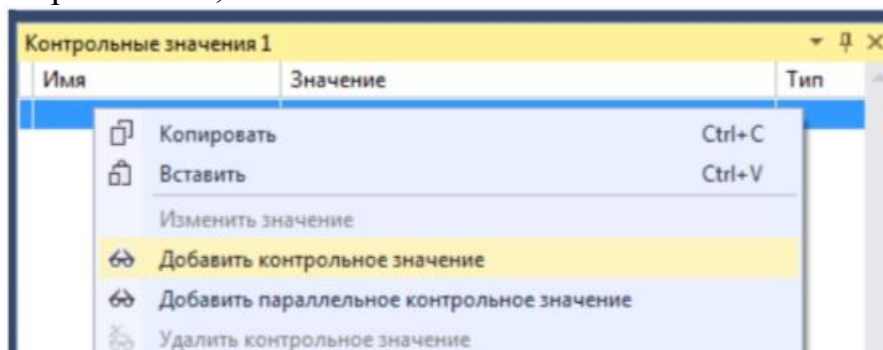 Контрольные значения 1
Имя Значение Тип
Копировать Ctrl+C
Вставить Ctrl+V
Изменить значение
Добавить контрольное значение
Добавить параллельное контрольное значение
Удалить контрольное значение